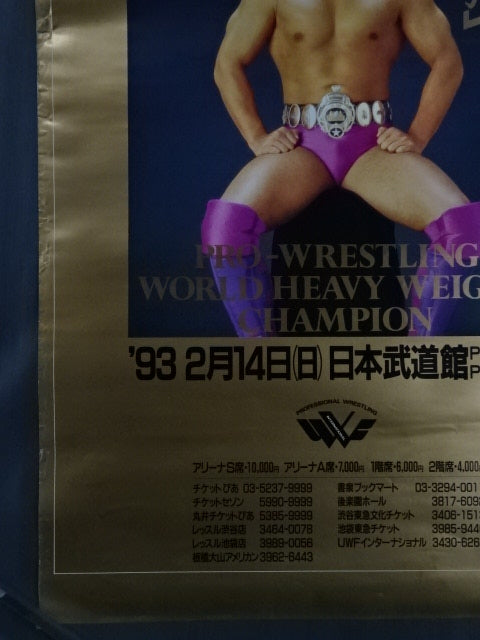 PRO-WRESTLING
WORLD HEAVY WEIG
CHAMPION
'93 2月14日(日) 日本武道館
PROFESSIONAL WRESTLING
UWF
INTERNATIONAL
アリーナS席・10,000円 アリーナA席・7,000円 1階席・6,000円 2階席・4,000
チケットぴあ 03-5237-9999 書泉ブックマート 03-3294-001
チケットセゾン 5990-9999 後楽園ホール 3817-609
丸井チケットぴあ 5385-9999 渋谷東急文化チケット 3406-151
レッスル渋谷店 3464-0078 池袋東急チケット 3985-944
レッスル池袋店 3989-0056 UWFインターナショナル 3430-626
板橋大山アメリカン 3962-6443